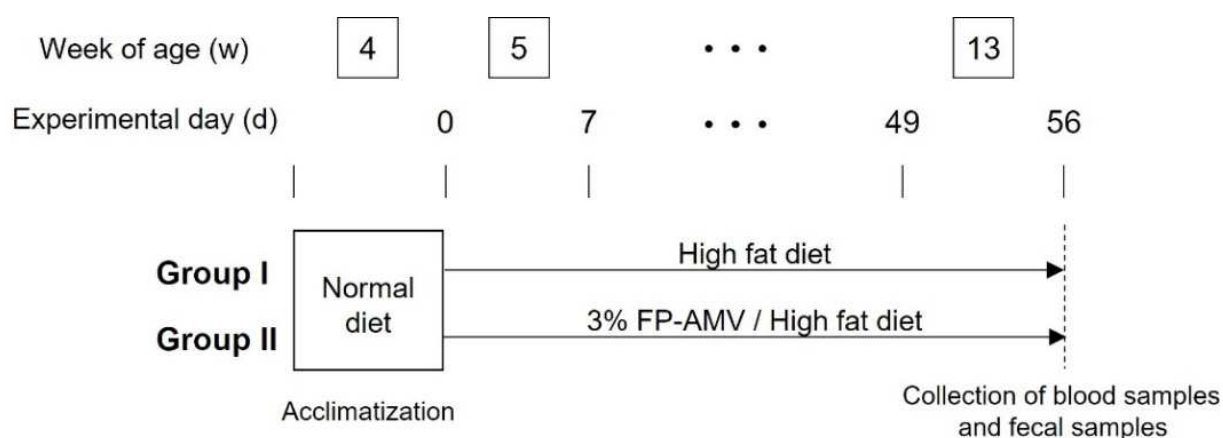 Week of age (w) 4 5 • • • 13
Experimental day (d) 0 7 • • • 49 56
High fat diet
Group I
Normal
diet
3% FP-AMV / High fat diet
Group II
Acclimatization
Collection of blood samples
and fecal samples